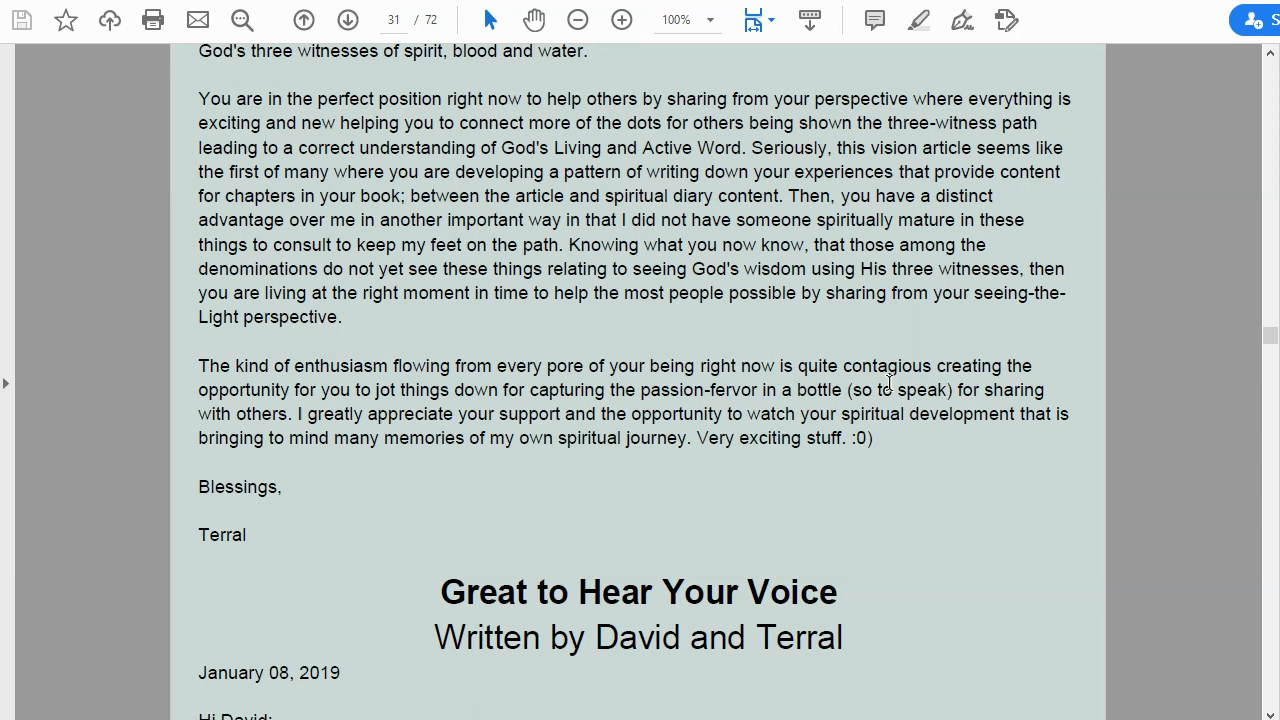 31 / 72
100%
S
God's three witnesses of spirit, blood and water.
You are in the perfect position right now to help others by sharing from your perspective where everything is
exciting and new helping you to connect more of the dots for others being shown the three-witness path
leading to a correct understanding of God's Living and Active Word. Seriously, this vision article seems like
the first of many where you are developing a pattern of writing down your experiences that provide content
for chapters in your book; between the article and spiritual diary content. Then, you have a distinct
advantage over me in another important way in that I did not have someone spiritually mature in these
things to consult to keep my feet on the path. Knowing what you now know, that those among the
denominations do not yet see these things relating to seeing God's wisdom using His three witnesses, then
you are living at the right moment in time to help the most people possible by sharing from your seeing-the-
Light perspective.
The kind of enthusiasm flowing from every pore of your being right now is quite contagious creating the
opportunity for you to jot things down for capturing the passion-fervor in a bottle (so to speak) for sharing
with others. I greatly appreciate your support and the opportunity to watch your spiritual development that is
bringing to mind many memories of my own spiritual journey. Very exciting stuff. :0)
Blessings,
Terral
Great to Hear Your Voice
Written by David and Terral
January 08, 2019
Hi David: